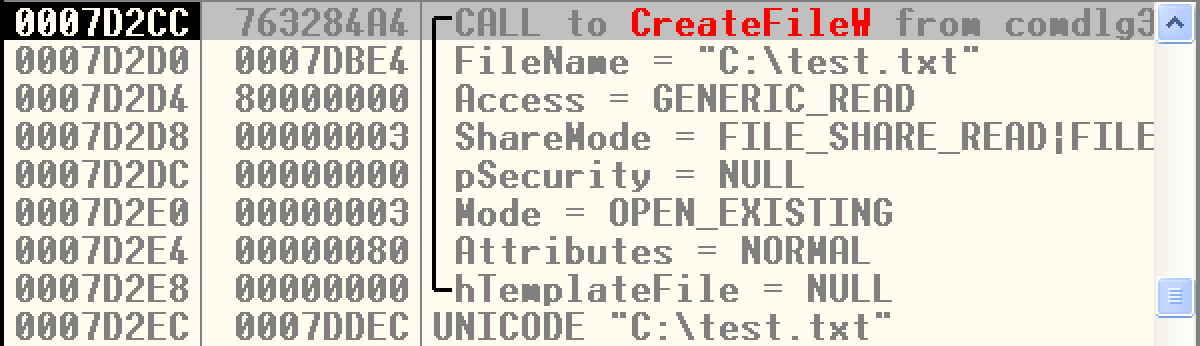 0007D2CC 763284A4 CALL to CreateFileW from comdlg3
0007D2D0 0007DBE4 FileName = "C:\test.txt"
0007D2D4 80000000 Access = GENERIC_READ
0007D2D8 00000003 ShareMode = FILE_SHARE_READ¦FILE
0007D2DC 00000000 pSecurity = NULL
0007D2E0 00000003 Mode = OPEN_EXISTING
0007D2E4 00000080 Attributes = NORMAL
0007D2E8 00000000 hTemplateFile = NULL
0007D2EC 0007DDEC UNICODE "C:\test.txt"